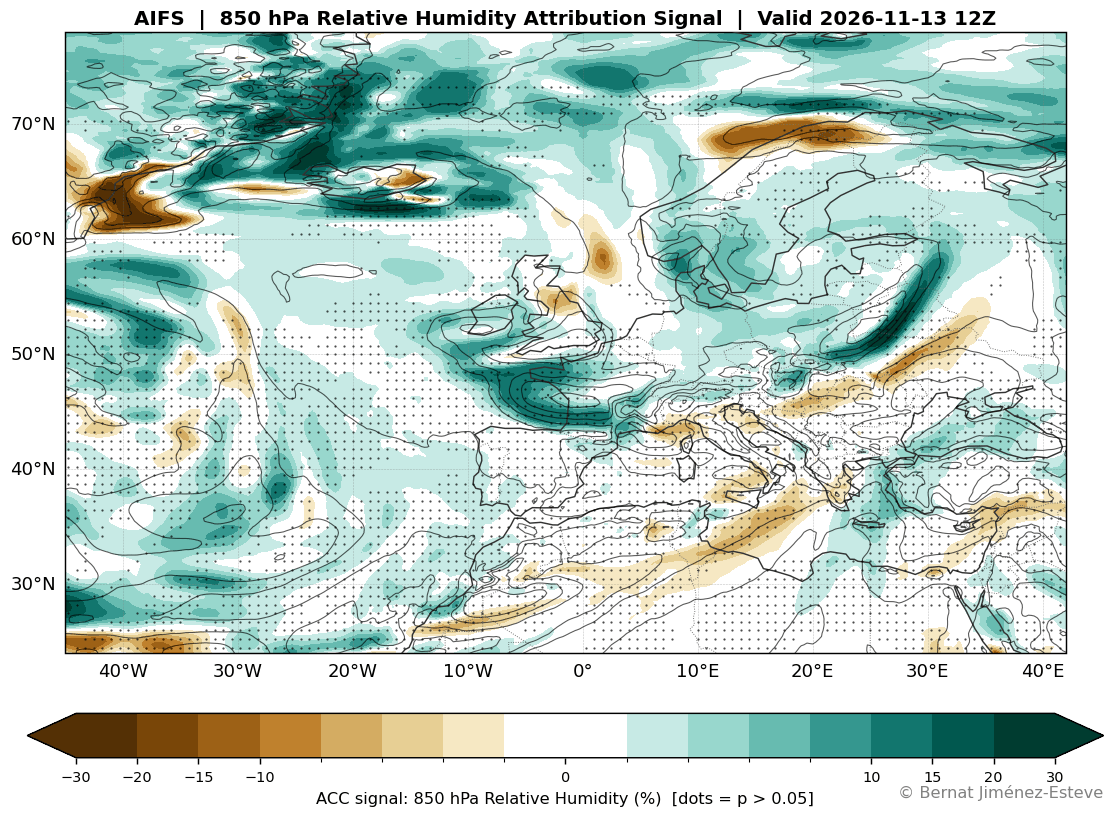 AIFS | 850 hPa Relative Humidity Attribution Signal | Valid 2026-11-13 12Z
70°N
60°N
50°N
40°N
30°N
40°W 30°W 20°W 10°W 0° 10°E 20°E 30°E 40°E
−30 −20 −15 −10 0 10 15 20 30
ACC signal: 850 hPa Relative Humidity (%) [dots = p > 0.05]
© Bernat Jiménez-Esteve